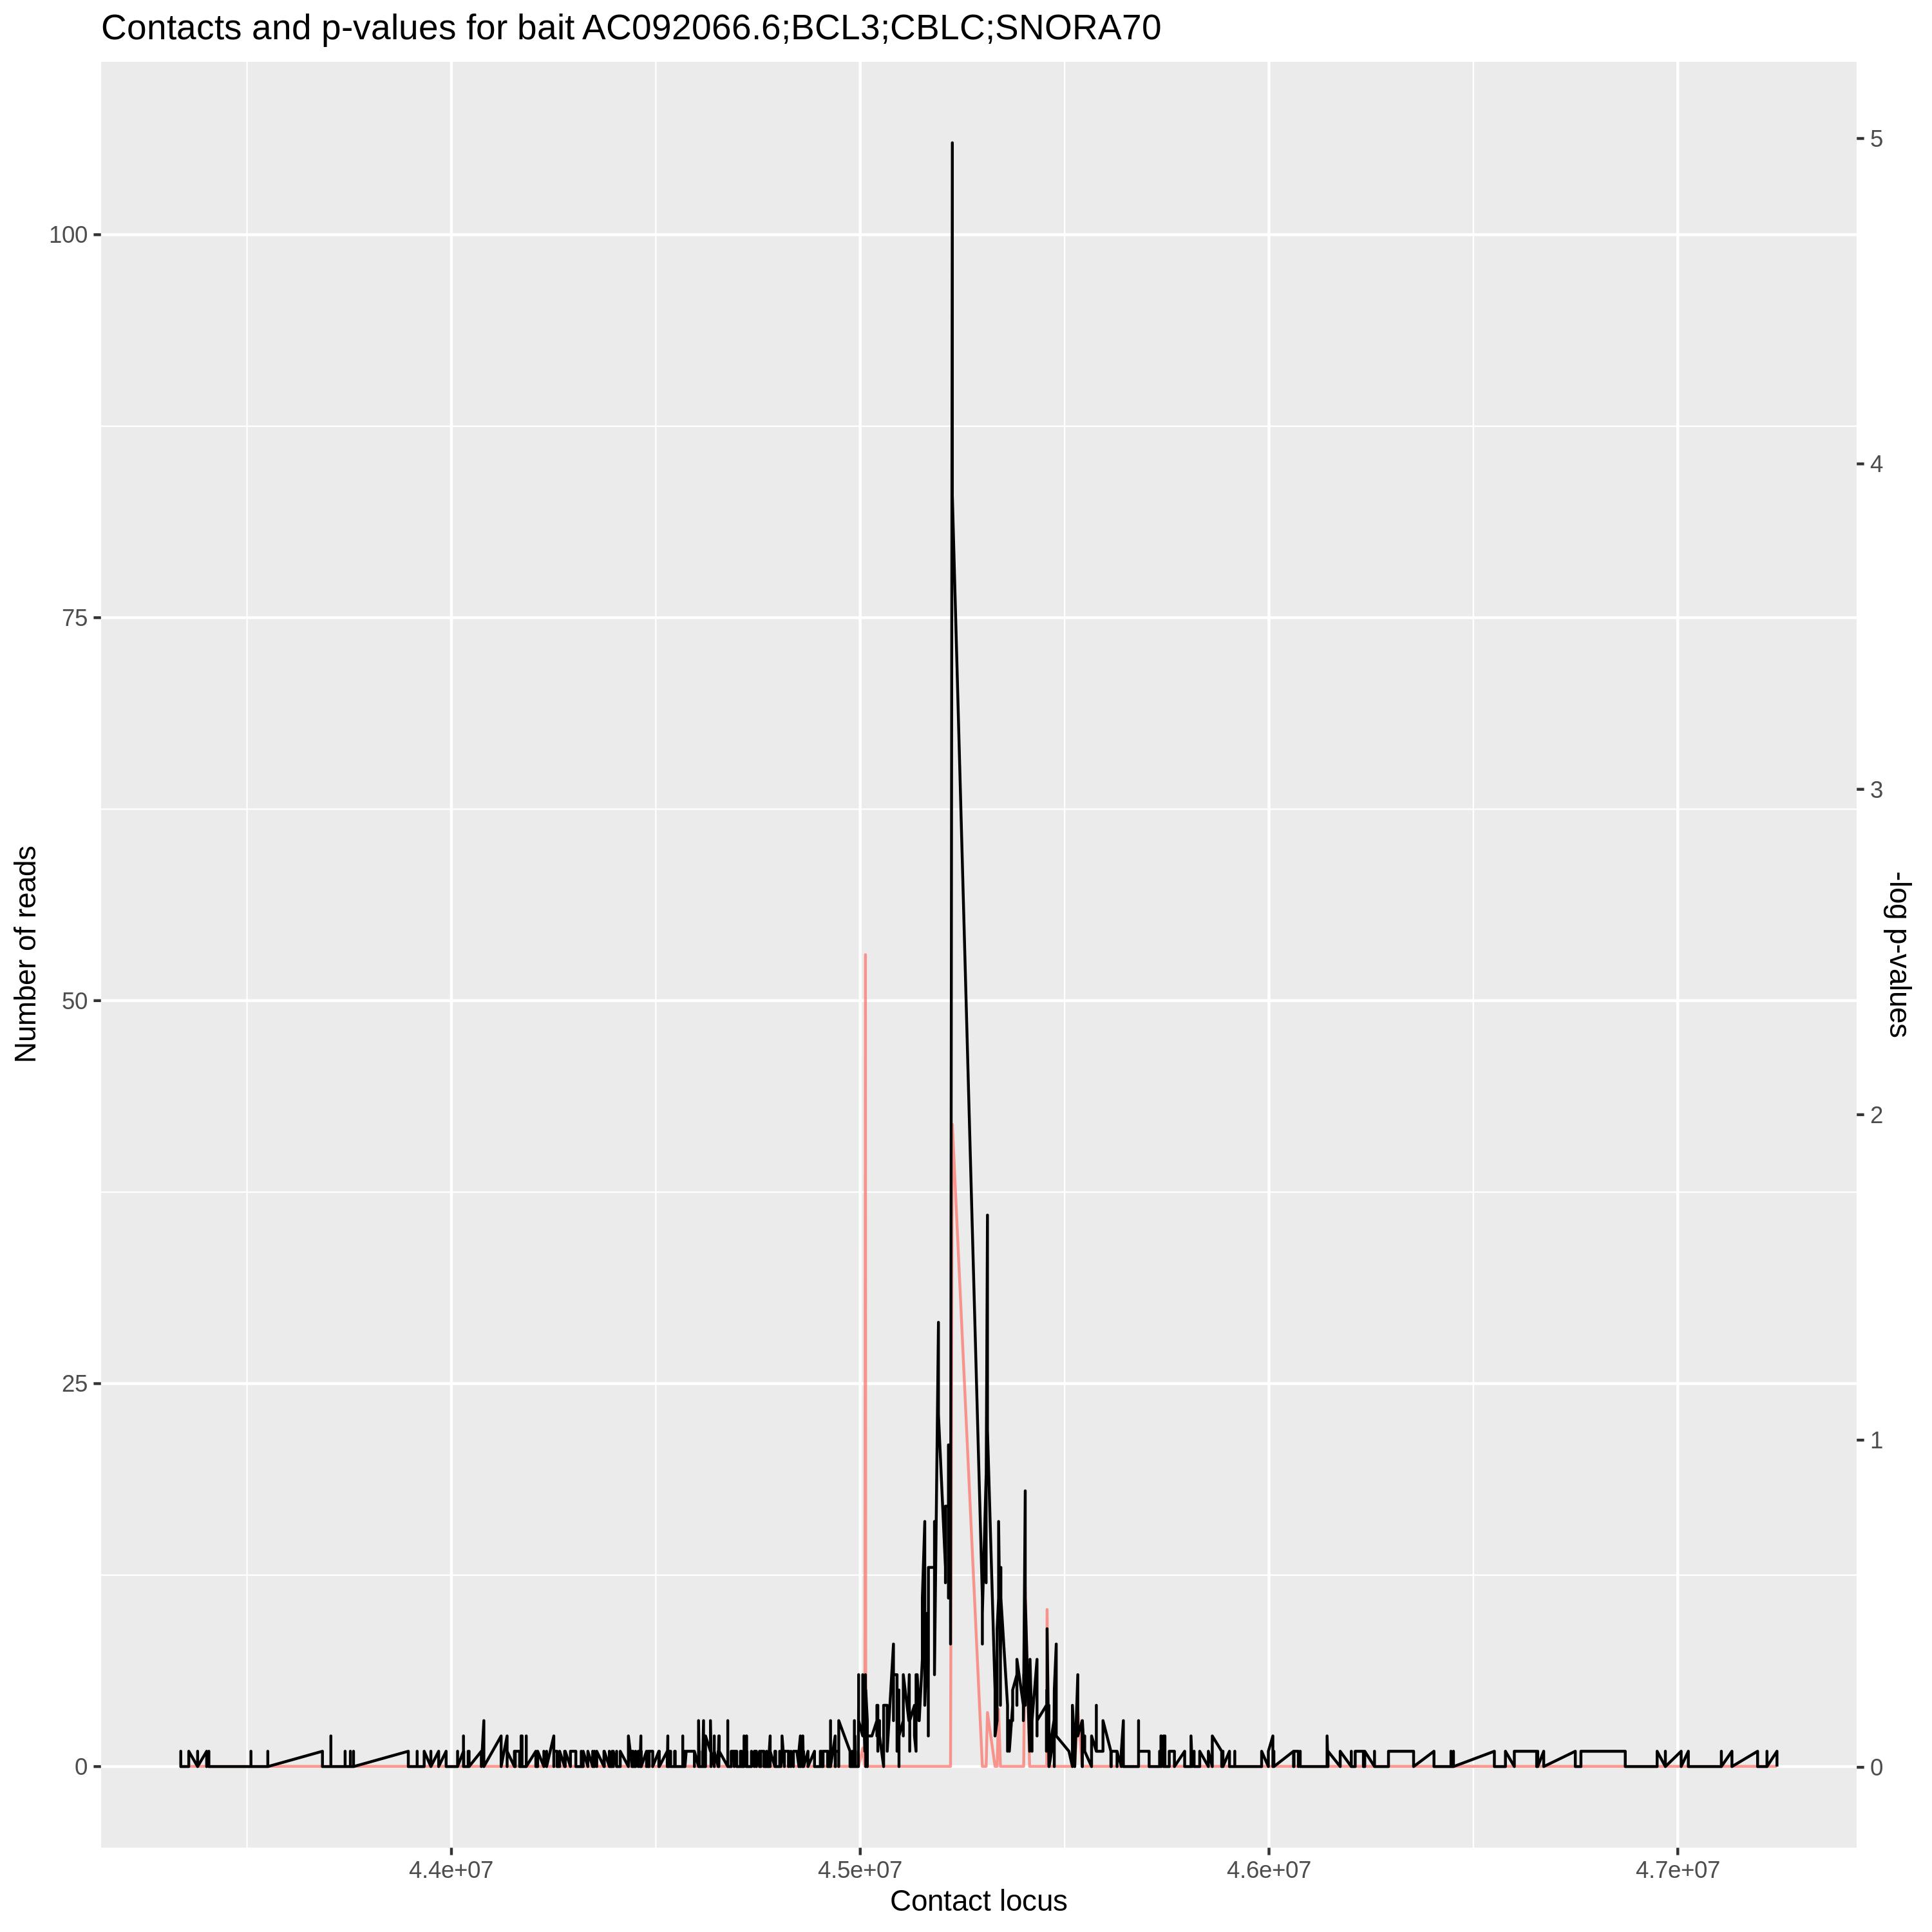 Contacts and p-values for bait AC092066.6;BCL3;CBLC;SNORA70
Number of reads
100
75
50
25
0
5
4
3
2
1
0
-log p-values
4.4e+07
4.5e+07
4.6e+07
4.7e+07
Contact locus